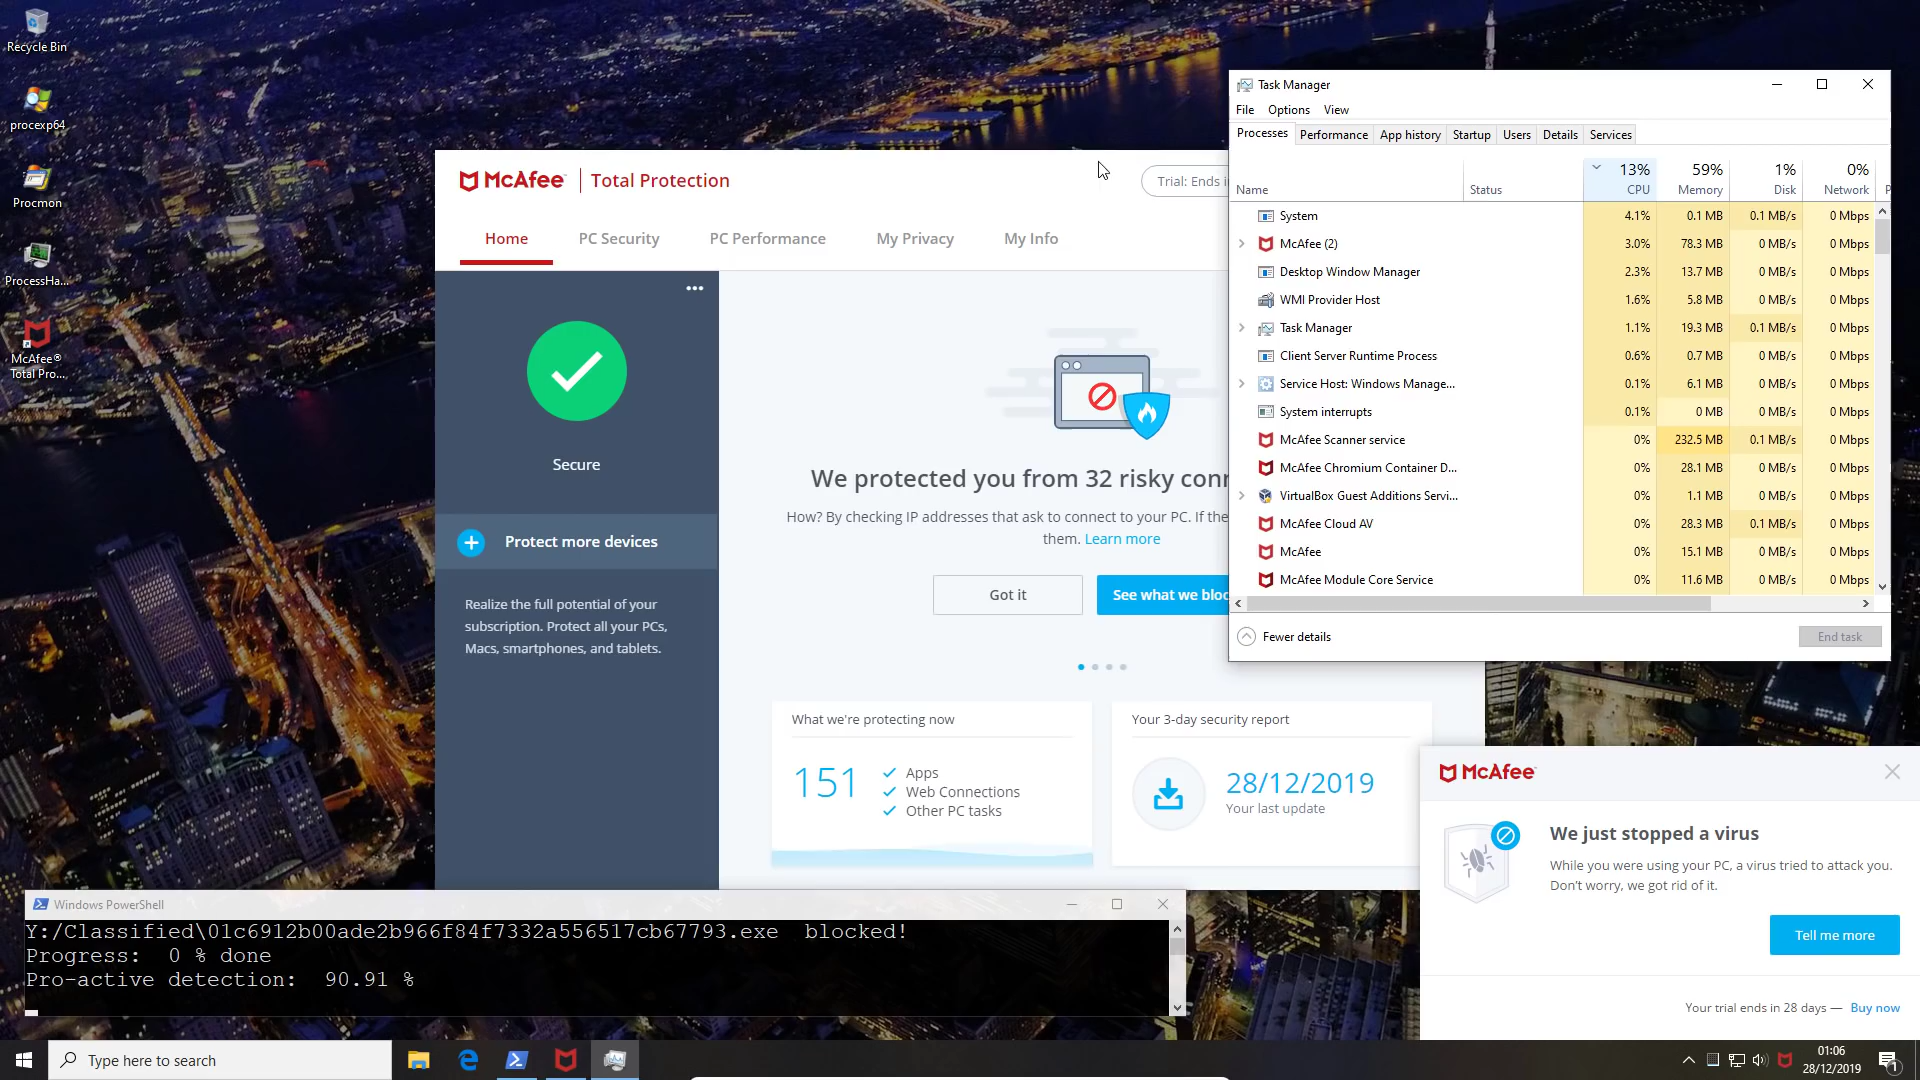 Recycle Bin
procexp64
Procmon
ProcessHa...
McAfee®
Total Pro...
McAfee | Total Protection
Trial: Ends i
Home
PC Security
PC Performance
My Privacy
My Info
Secure
Protect more devices
Realize the full potential of your
subscription. Protect all your PCs,
Macs, smartphones, and tablets.
We protected you from 32 risky conn
How? By checking IP addresses that ask to connect to your PC. If the
them. Learn more
Got it
See what we bloc
What we're protecting now
151
Apps
Web Connections
Other PC tasks
Your 3-day security report
28/12/2019
Your last update
Task Manager
File Options View
Processes Performance App history Startup Users Details Services
13% 59% 1% 0%
Name Status CPU Memory Disk Network P
System 4.1% 0.1 MB 0.1 MB/s 0 Mbps
McAfee (2) 3.0% 78.3 MB 0 MB/s 0 Mbps
Desktop Window Manager 2.3% 13.7 MB 0 MB/s 0 Mbps
WMI Provider Host 1.6% 5.8 MB 0 MB/s 0 Mbps
Task Manager 1.1% 19.3 MB 0.1 MB/s 0 Mbps
Client Server Runtime Process 0.6% 0.7 MB 0 MB/s 0 Mbps
Service Host: Windows Manage... 0.1% 6.1 MB 0 MB/s 0 Mbps
System interrupts 0.1% 0 MB 0 MB/s 0 Mbps
McAfee Scanner service 0% 232.5 MB 0.1 MB/s 0 Mbps
McAfee Chromium Container D... 0% 28.1 MB 0 MB/s 0 Mbps
VirtualBox Guest Additions Servi... 0% 1.1 MB 0 MB/s 0 Mbps
McAfee Cloud AV 0% 28.3 MB 0.1 MB/s 0 Mbps
McAfee 0% 15.1 MB 0 MB/s 0 Mbps
McAfee Module Core Service 0% 11.6 MB 0 MB/s 0 Mbps
Fewer details
End task
McAfee
We just stopped a virus
While you were using your PC, a virus tried to attack you.
Don't worry, we got rid of it.
Tell me more
Your trial ends in 28 days — Buy now
Windows PowerShell
Y:/Classified\01c6912b00ade2b966f84f7332a556517cb67793.exe  blocked!
Progress:  0 % done
Pro-active detection:  90.91 %
Type here to search
01:06
28/12/2019
1